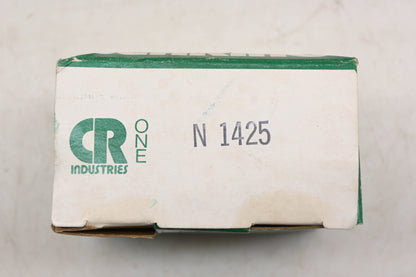 CR
INDUSTRIES
ONE
N 1425